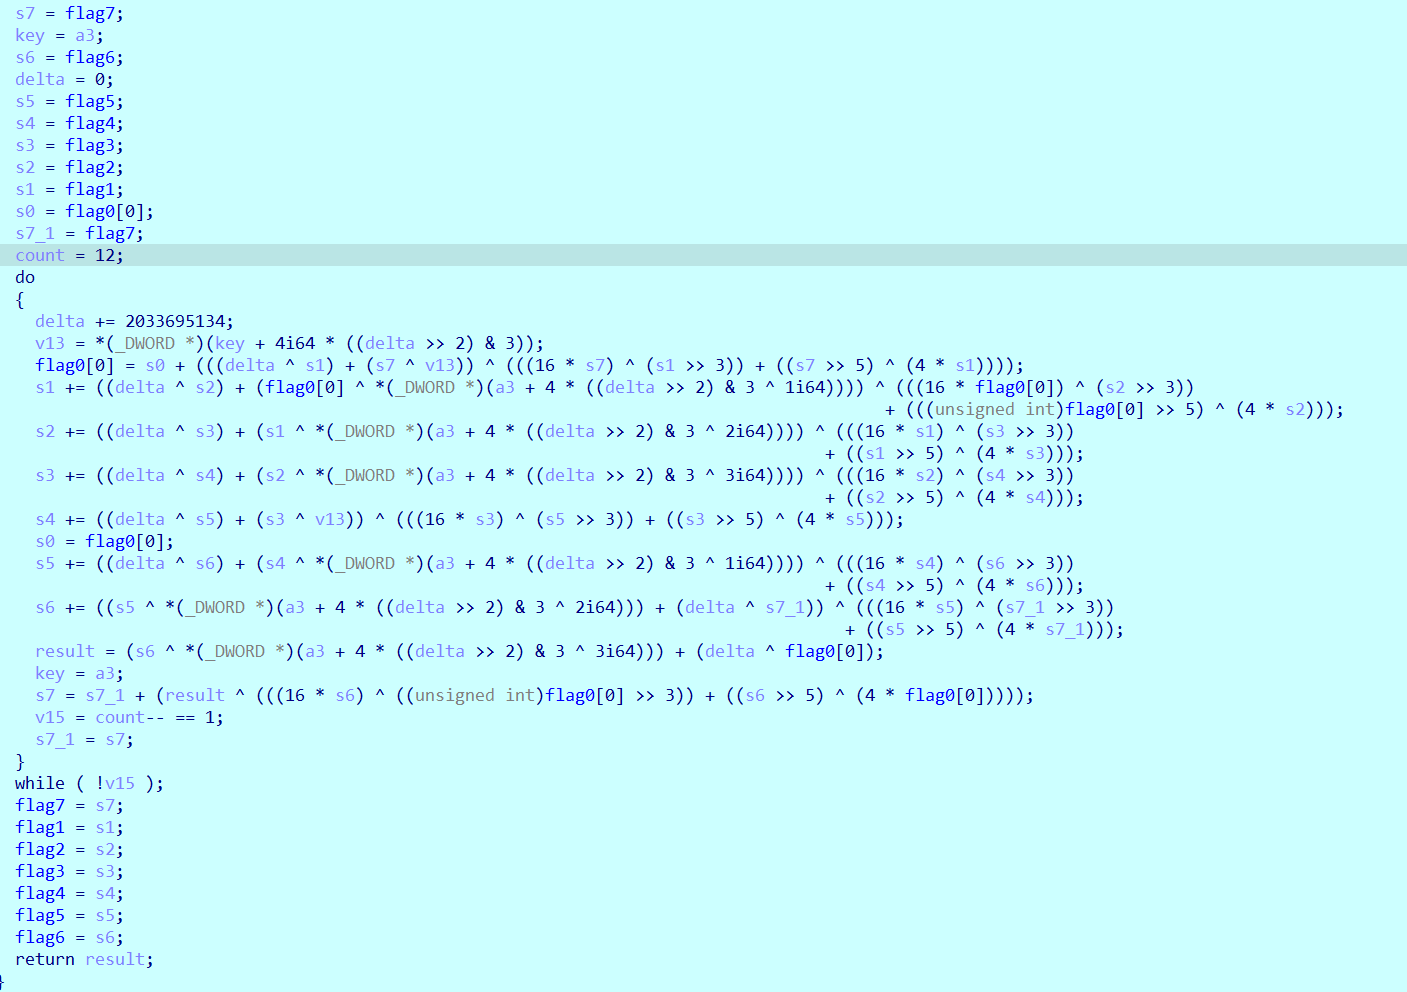 s7 = flag7;
key = a3;
s6 = flag6;
delta = 0;
s5 = flag5;
s4 = flag4;
s3 = flag3;
s2 = flag2;
s1 = flag1;
s0 = flag0[0];
s7_1 = flag7;
count = 12;
do
{
delta += 2033695134;
v13 = *(_DWORD *)(key + 4i64 * ((delta >> 2) & 3));
flag0[0] = s0 + (((delta ^ s1) + (s7 ^ v13)) ^ (((16 * s7) ^ (s1 >> 3)) + ((s7 >> 5) ^ (4 * s1))));
s1 += ((delta ^ s2) + (flag0[0] ^ *(_DWORD *)(a3 + 4 * ((delta >> 2) & 3 ^ 1i64)))) ^ (((16 * flag0[0]) ^ (s2 >> 3))
+ (((unsigned int)flag0[0] >> 5) ^ (4 * s2)));
s2 += ((delta ^ s3) + (s1 ^ *(_DWORD *)(a3 + 4 * ((delta >> 2) & 3 ^ 2i64)))) ^ (((16 * s1) ^ (s3 >> 3))
+ ((s1 >> 5) ^ (4 * s3)));
s3 += ((delta ^ s4) + (s2 ^ *(_DWORD *)(a3 + 4 * ((delta >> 2) & 3 ^ 3i64)))) ^ (((16 * s2) ^ (s4 >> 3))
+ ((s2 >> 5) ^ (4 * s4)));
s4 += ((delta ^ s5) + (s3 ^ v13)) ^ (((16 * s3) ^ (s5 >> 3)) + ((s3 >> 5) ^ (4 * s5)));
s0 = flag0[0];
s5 += ((delta ^ s6) + (s4 ^ *(_DWORD *)(a3 + 4 * ((delta >> 2) & 3 ^ 1i64)))) ^ (((16 * s4) ^ (s6 >> 3))
+ ((s4 >> 5) ^ (4 * s6)));
s6 += ((s5 ^ *(_DWORD *)(a3 + 4 * ((delta >> 2) & 3 ^ 2i64))) + (delta ^ s7_1)) ^ (((16 * s5) ^ (s7_1 >> 3))
+ ((s5 >> 5) ^ (4 * s7_1)));
result = (s6 ^ *(_DWORD *)(a3 + 4 * ((delta >> 2) & 3 ^ 3i64))) + (delta ^ flag0[0]);
key = a3;
s7 = s7_1 + (result ^ (((16 * s6) ^ ((unsigned int)flag0[0] >> 3)) + ((s6 >> 5) ^ (4 * flag0[0]))));
v15 = count-- == 1;
s7_1 = s7;
}
while ( !v15 );
flag7 = s7;
flag1 = s1;
flag2 = s2;
flag3 = s3;
flag4 = s4;
flag5 = s5;
flag6 = s6;
return result;
}